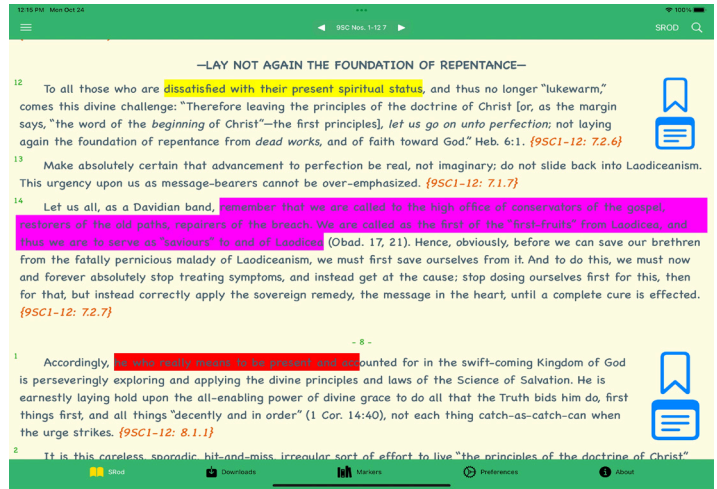 12:15 PM Mon Oct 24
100%
9SC Nos. 1-12 7
SROD
—LAY NOT AGAIN THE FOUNDATION OF REPENTANCE—
12 To all those who are dissatisfied with their present spiritual status, and thus no longer “lukewarm,”
comes this divine challenge: “Therefore leaving the principles of the doctrine of Christ [or, as the margin
says, “the word of the beginning of Christ”—the first principles], let us go on unto perfection; not laying
again the foundation of repentance from dead works, and of faith toward God.” Heb. 6:1. {9SC1-12: 7.2.6}
13 Make absolutely certain that advancement to perfection be real, not imaginary; do not slide back into Laodiceanism.
This urgency upon us as message-bearers cannot be over-emphasized. {9SC1-12: 7.1.7}
14 Let us all, as a Davidian band, remember that we are called to the high office of conservators of the gospel,
restorers of the old paths, repairers of the breach. We are called as the first of the “first-fruits” from Laodicea, and
thus we are to serve as “saviours” to and of Laodicea (Obad. 17, 21). Hence, obviously, before we can save our brethren
from the fatally pernicious malady of Laodiceanism, we must first save ourselves from it. And to do this, we must now
and forever absolutely stop treating symptoms, and instead get at the cause; stop dosing ourselves first for this, then
for that, but instead correctly apply the sovereign remedy, the message in the heart, until a complete cure is effected.
{9SC1-12: 7.2.7}
- 8 -
1 Accordingly, he who really means to be present and accounted for in the swift-coming Kingdom of God
is perseveringly exploring and applying the divine principles and laws of the Science of Salvation. He is
earnestly laying hold upon the all-enabling power of divine grace to do all that the Truth bids him do, first
things first, and all things “decently and in order” (1 Cor. 14:40), not each thing catch-as-catch-can when
the urge strikes. {9SC1-12: 8.1.1}
2 It is this careless, sporadic, hit-and-miss, irregular sort of effort to live “the principles of the doctrine of Christ”
SRod
Downloads
Markers
Preferences
About